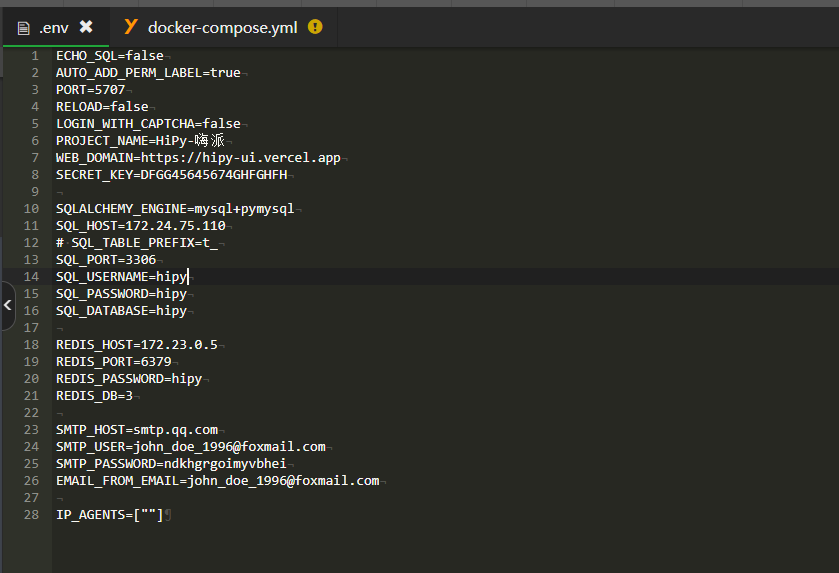 .env ✖ docker-compose.yml
1 ECHO_SQL=false
2 AUTO_ADD_PERM_LABEL=true
3 PORT=5707
4 RELOAD=false
5 LOGIN_WITH_CAPTCHA=false
6 PROJECT_NAME=HiPy-嗨派
7 WEB_DOMAIN=https://hipy-ui.vercel.app
8 SECRET_KEY=DFGG45645674GHFGHFH
9
10 SQLALCHEMY_ENGINE=mysql+pymysql
11 SQL_HOST=172.24.75.110
12 # SQL_TABLE_PREFIX=t_
13 SQL_PORT=3306
14 SQL_USERNAME=hipy
15 SQL_PASSWORD=hipy
16 SQL_DATABASE=hipy
17
18 REDIS_HOST=172.23.0.5
19 REDIS_PORT=6379
20 REDIS_PASSWORD=hipy
21 REDIS_DB=3
22
23 SMTP_HOST=smtp.qq.com
24 SMTP_USER=john_doe_1996@foxmail.com
25 SMTP_PASSWORD=ndkhgrgoimyvbhei
26 EMAIL_FROM_EMAIL=john_doe_1996@foxmail.com
27
28 IP_AGENTS=[""]